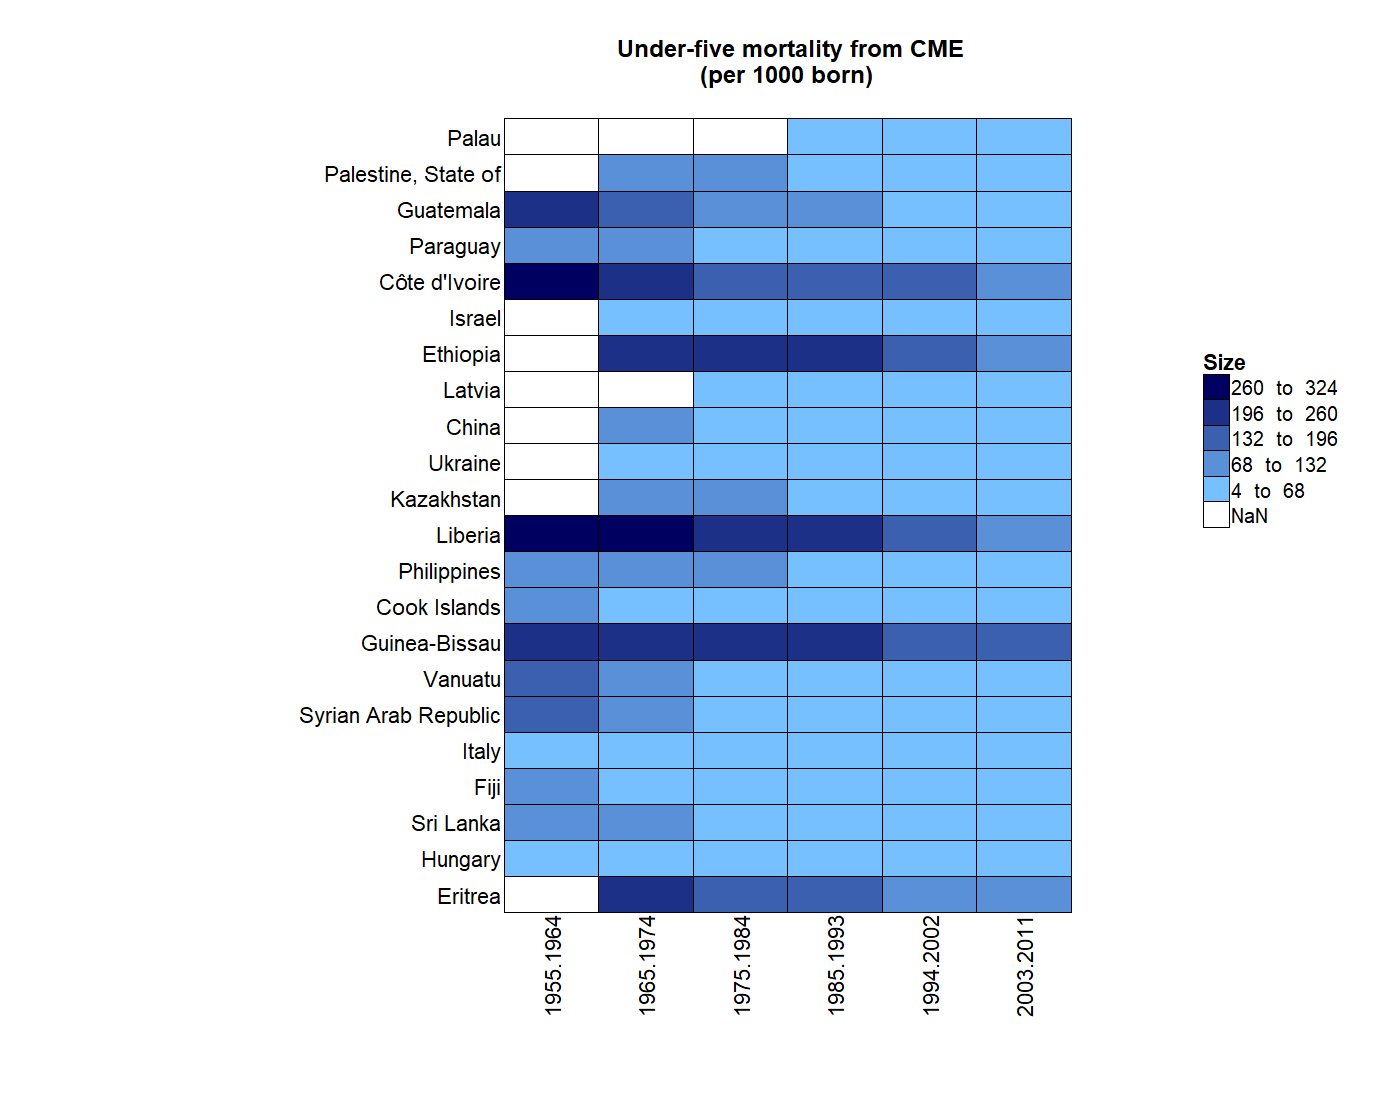 Under-five mortality from CME
(per 1000 born)
Palau
Palestine, State of
Guatemala
Paraguay
Côte d'Ivoire
Israel
Ethiopia
Latvia
China
Ukraine
Kazakhstan
Liberia
Philippines
Cook Islands
Guinea-Bissau
Vanuatu
Syrian Arab Republic
Italy
Fiji
Sri Lanka
Hungary
Eritrea
1955.1964
1965.1974
1975.1984
1985.1993
1994.2002
2003.2011
Size
260 to 324
196 to 260
132 to 196
68 to 132
4 to 68
NaN